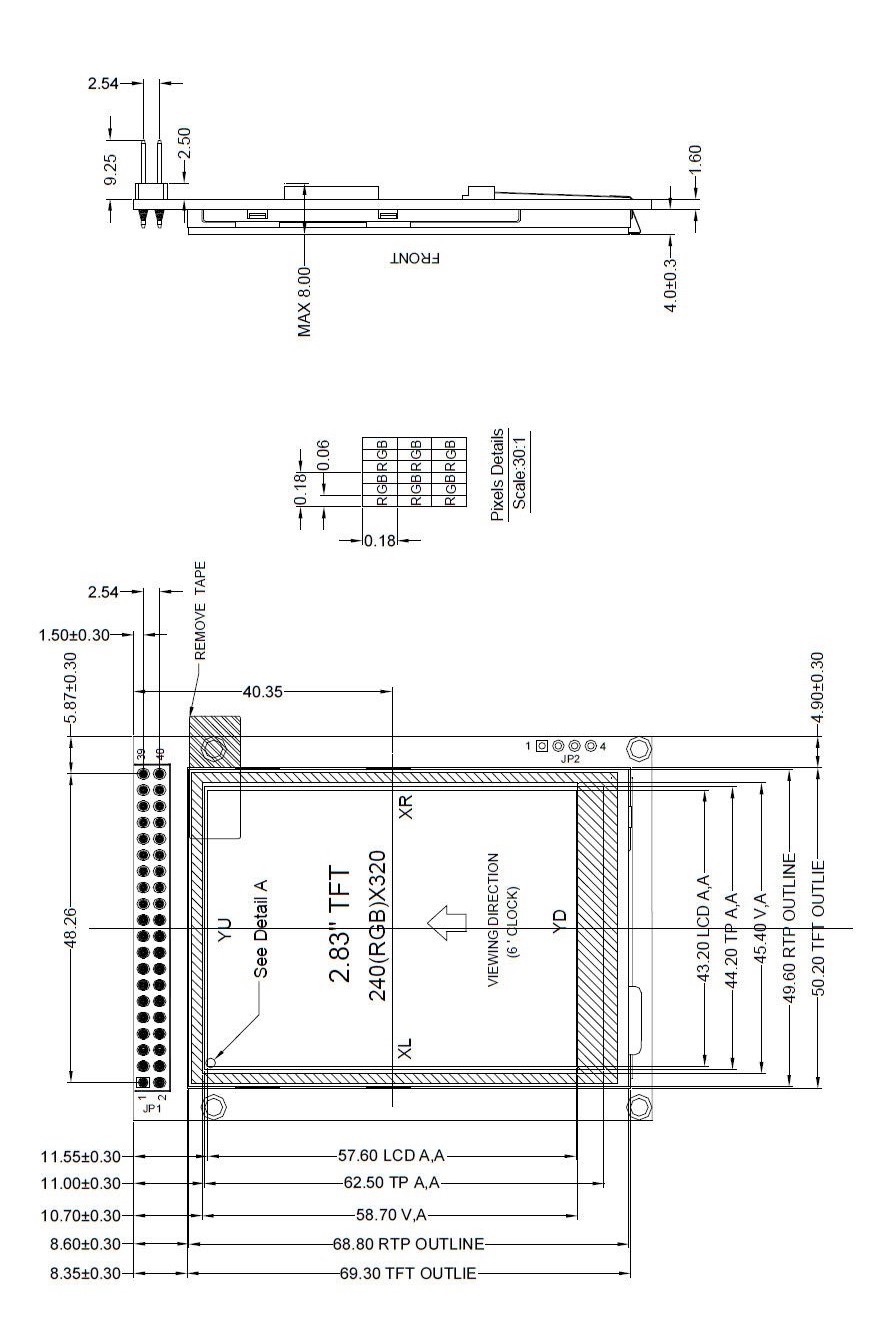 2.54
9.25
2.50
1.60
FRONT
MAX 8.00
4.0±0.3
0.18
0.06
RGB RGB RGB
RGB RGB RGB
RGB RGB RGB
0.18
Pixels Details
Scale:30:1
2.54
1.50±0.30
REMOVE TAPE
5.87±0.30
40.35
4.90±0.30
39
40
1
4
JP2
XR
48.26
YU
See Detail A
2.83" TFT
240(RGB)X320
VIEWING DIRECTION
(6 ' CLOCK)
YD
43.20 LCD A,A
44.20 TP A,A
45.40 V,A
49.60 RTP OUTLINE
50.20 TFT OUTLIE
XL
1
2
JP1
11.55±0.30
57.60 LCD A,A
11.00±0.30
62.50 TP A,A
10.70±0.30
58.70 V,A
8.60±0.30
68.80 RTP OUTLINE
8.35±0.30
69.30 TFT OUTLIE